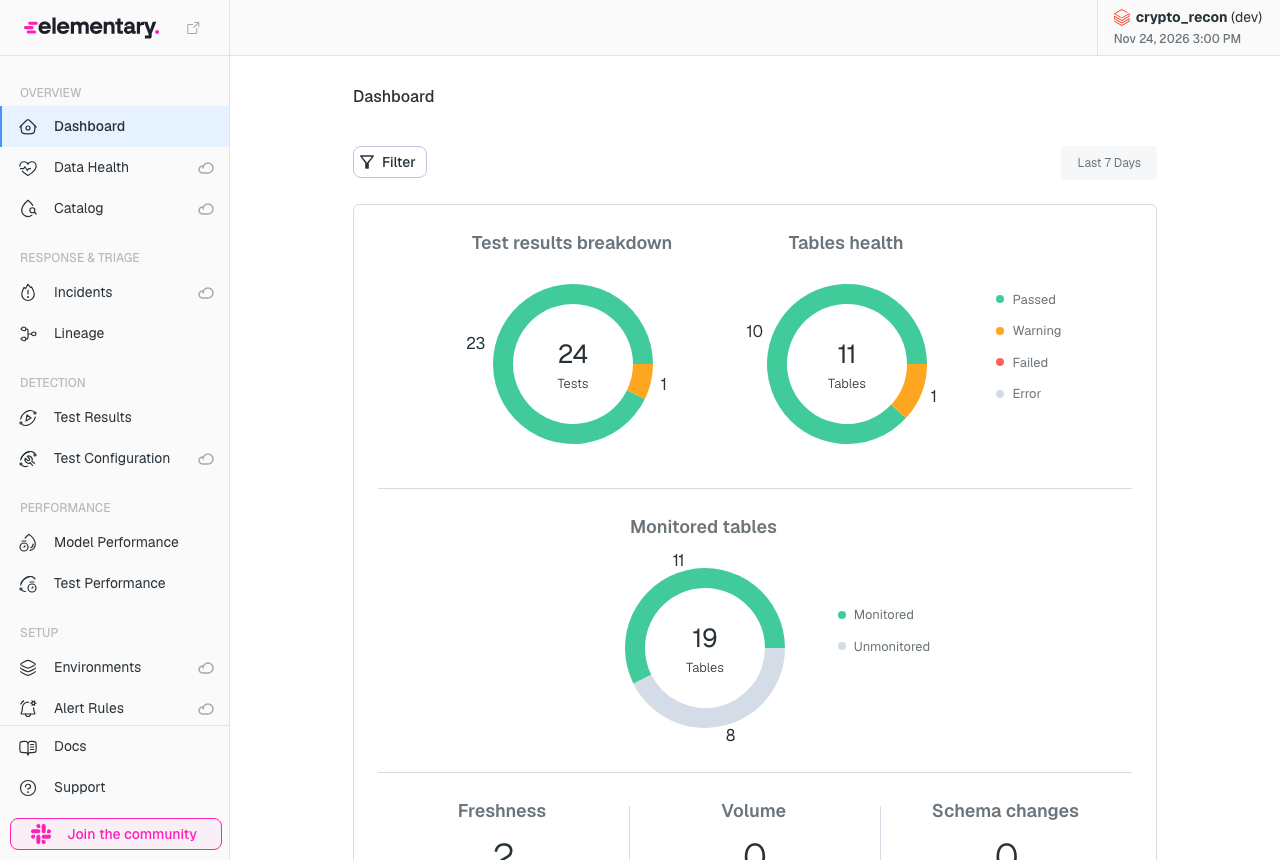 elementary.
crypto_recon (dev)
Nov 24, 2026 3:00 PM
OVERVIEW
Dashboard
Data Health
Catalog
RESPONSE & TRIAGE
Incidents
Lineage
DETECTION
Test Results
Test Configuration
PERFORMANCE
Model Performance
Test Performance
SETUP
Environments
Alert Rules
Docs
Support
Join the community
Dashboard
Filter
Last 7 Days
Test results breakdown
23
24
Tests
1
Tables health
10
11
Tables
1
Passed
Warning
Failed
Error
Monitored tables
11
19
Tables
8
Monitored
Unmonitored
Freshness
2
Volume
0
Schema changes
0